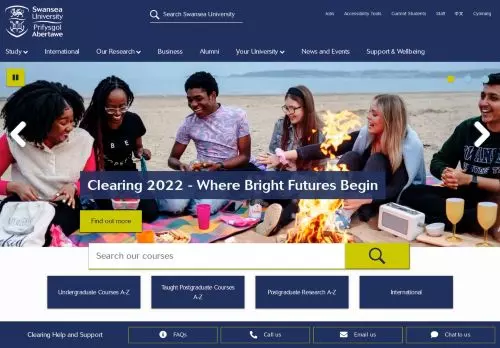 Swansea
University
Prifysgol
Abertawe
Search Swansea University
Jobs Accessibility Tools Current Students Staff 中文 Cymraeg
Study International Our Research Business Alumni Your University News and Events Support & Wellbeing
Clearing 2022 - Where Bright Futures Begin
Find out more
Search our courses
Undergraduate Courses A-Z
Taught Postgraduate Courses
A-Z
Postgraduate Research A-Z
International
Clearing Help and Support FAQs Call us Email us Chat to us